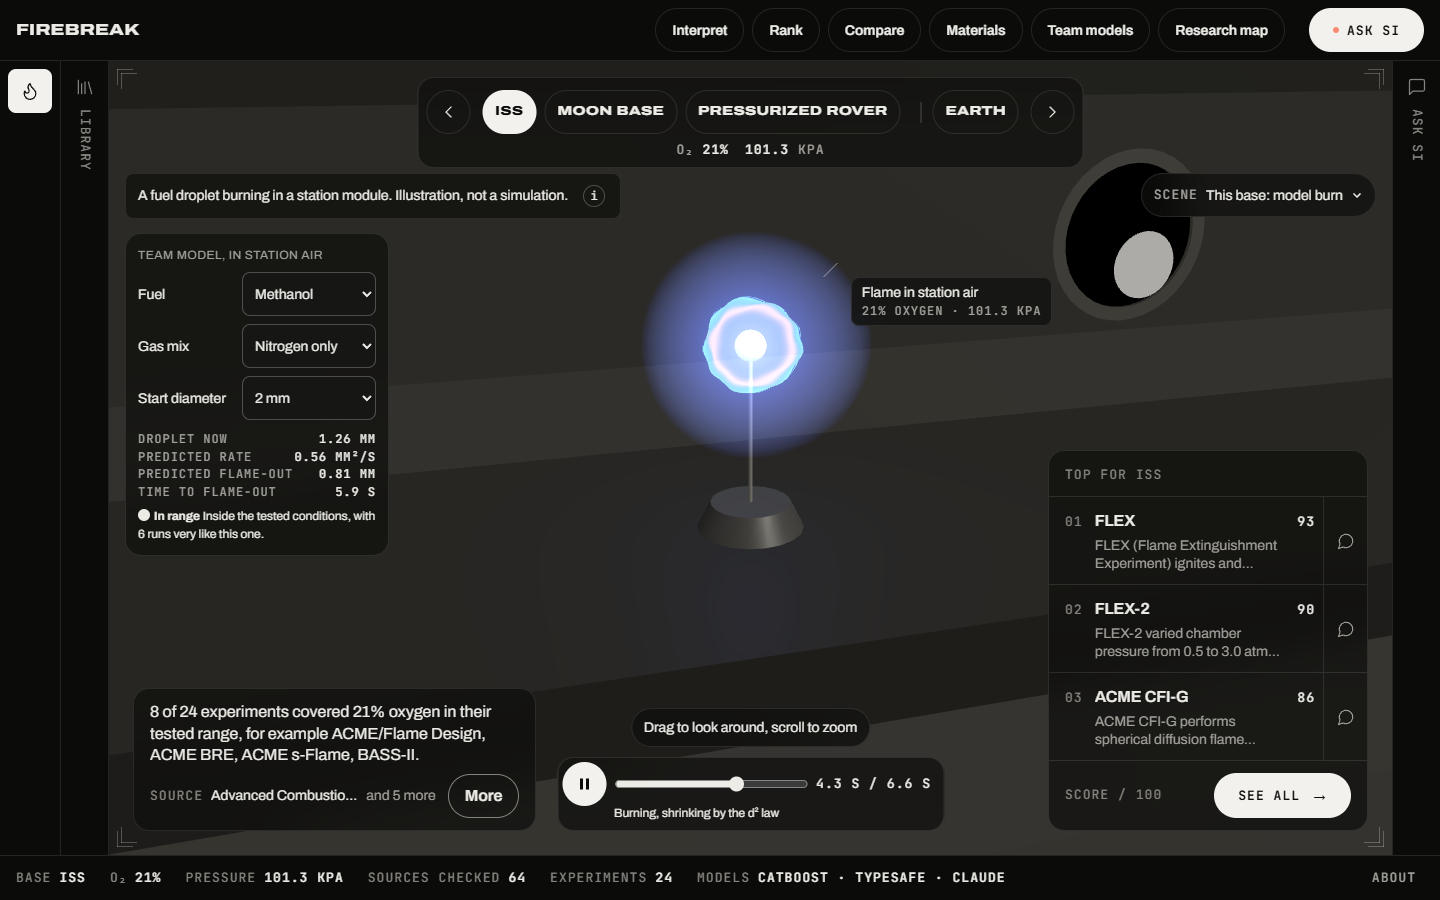 FIREBREAK
Interpret
Rank
Compare
Materials
Team models
Research map
ASK SI
LIBRARY
ISS
MOON BASE
PRESSURIZED ROVER
EARTH
O₂ 21% 101.3 KPA
ASK SI
A fuel droplet burning in a station module. Illustration, not a simulation.
i
SCENE This base: model burn
TEAM MODEL, IN STATION AIR
Fuel Methanol
Gas mix Nitrogen only
Start diameter 2 mm
DROPLET NOW 1.26 MM
PREDICTED RATE 0.56 MM²/S
PREDICTED FLAME-OUT 0.81 MM
TIME TO FLAME-OUT 5.9 S
In range Inside the tested conditions, with
6 runs very like this one.
Flame in station air
21% OXYGEN · 101.3 KPA
TOP FOR ISS
01 FLEX 93
FLEX (Flame Extinguishment
Experiment) ignites and...
02 FLEX-2 90
FLEX-2 varied chamber
pressure from 0.5 to 3.0 atm...
03 ACME CFI-G 86
ACME CFI-G performs
spherical diffusion flame...
SCORE / 100
SEE ALL →
8 of 24 experiments covered 21% oxygen in their
tested range, for example ACME/Flame Design,
ACME BRE, ACME s-Flame, BASS-II.
SOURCE Advanced Combustio... and 5 more
More
Drag to look around, scroll to zoom
4.3 S / 6.6 S
Burning, shrinking by the d² law
BASE ISS O₂ 21% PRESSURE 101.3 KPA SOURCES CHECKED 64 EXPERIMENTS 24 MODELS CATBOOST · TYPESAFE · CLAUDE
ABOUT